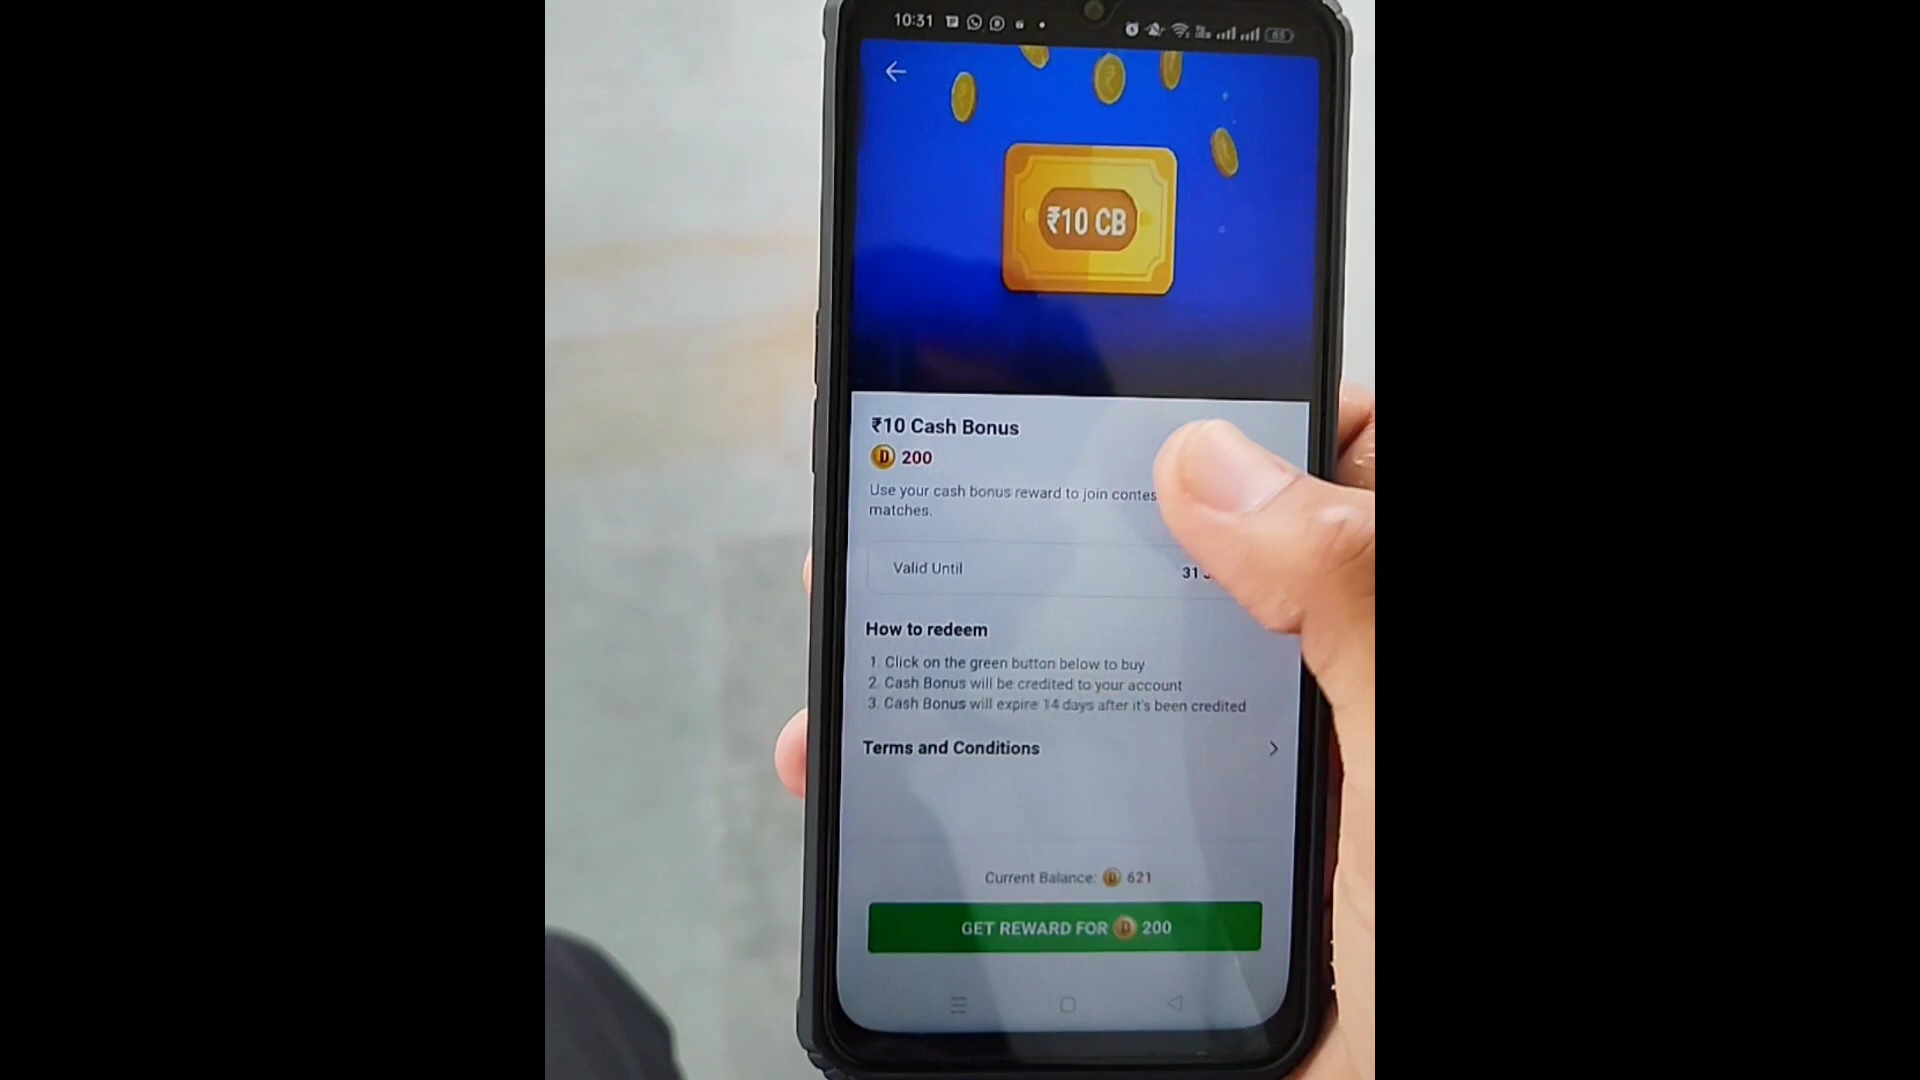 10:31
₹10 CB
₹10 Cash Bonus
D 200
Use your cash bonus reward to join contes
matches.
Valid Until
31
How to redeem
1. Click on the green button below to buy
2. Cash Bonus will be credited to your account
3. Cash Bonus will expire 14 days after it's been credited
Terms and Conditions
Current Balance: D 621
GET REWARD FOR D 200